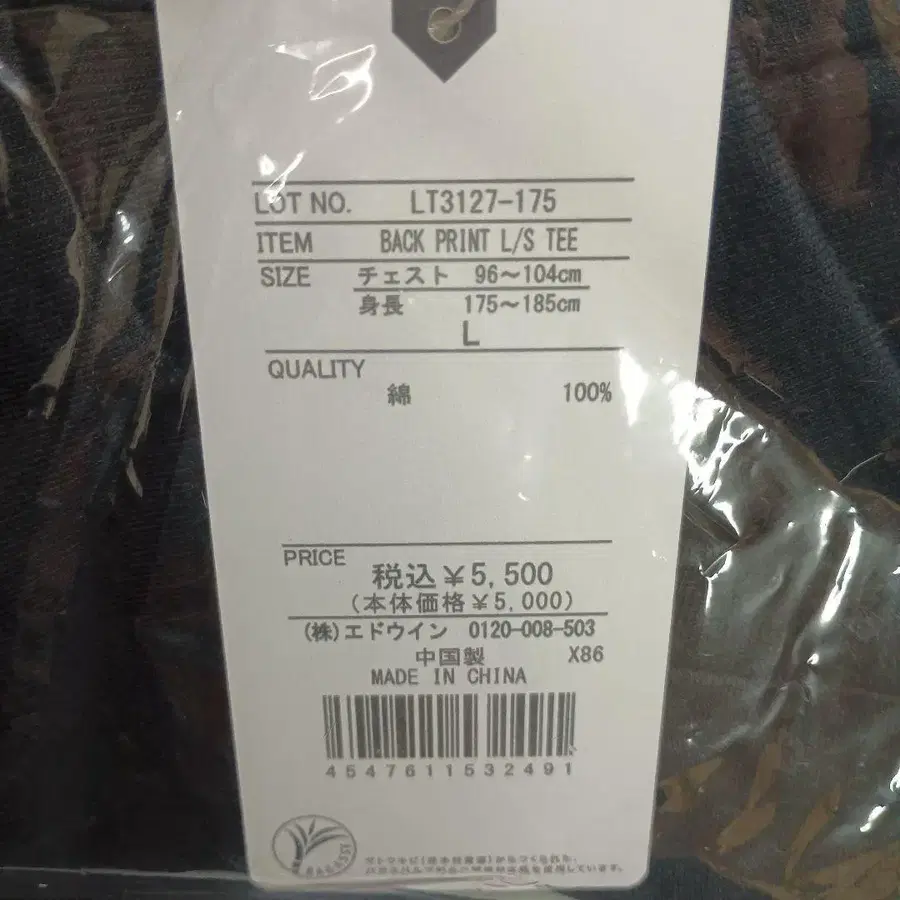 LOT NO. LT3127-175
ITEM BACK PRINT L/S TEE
SIZE チェスト 96～104cm
身長 175～185cm
L
QUALITY
綿 100%
PRICE
税込¥5,500
(本体価格¥5,000)
(株)エドウイン 0120-008-503
中国製 X86
MADE IN CHINA
4547611532491
BAGASSE